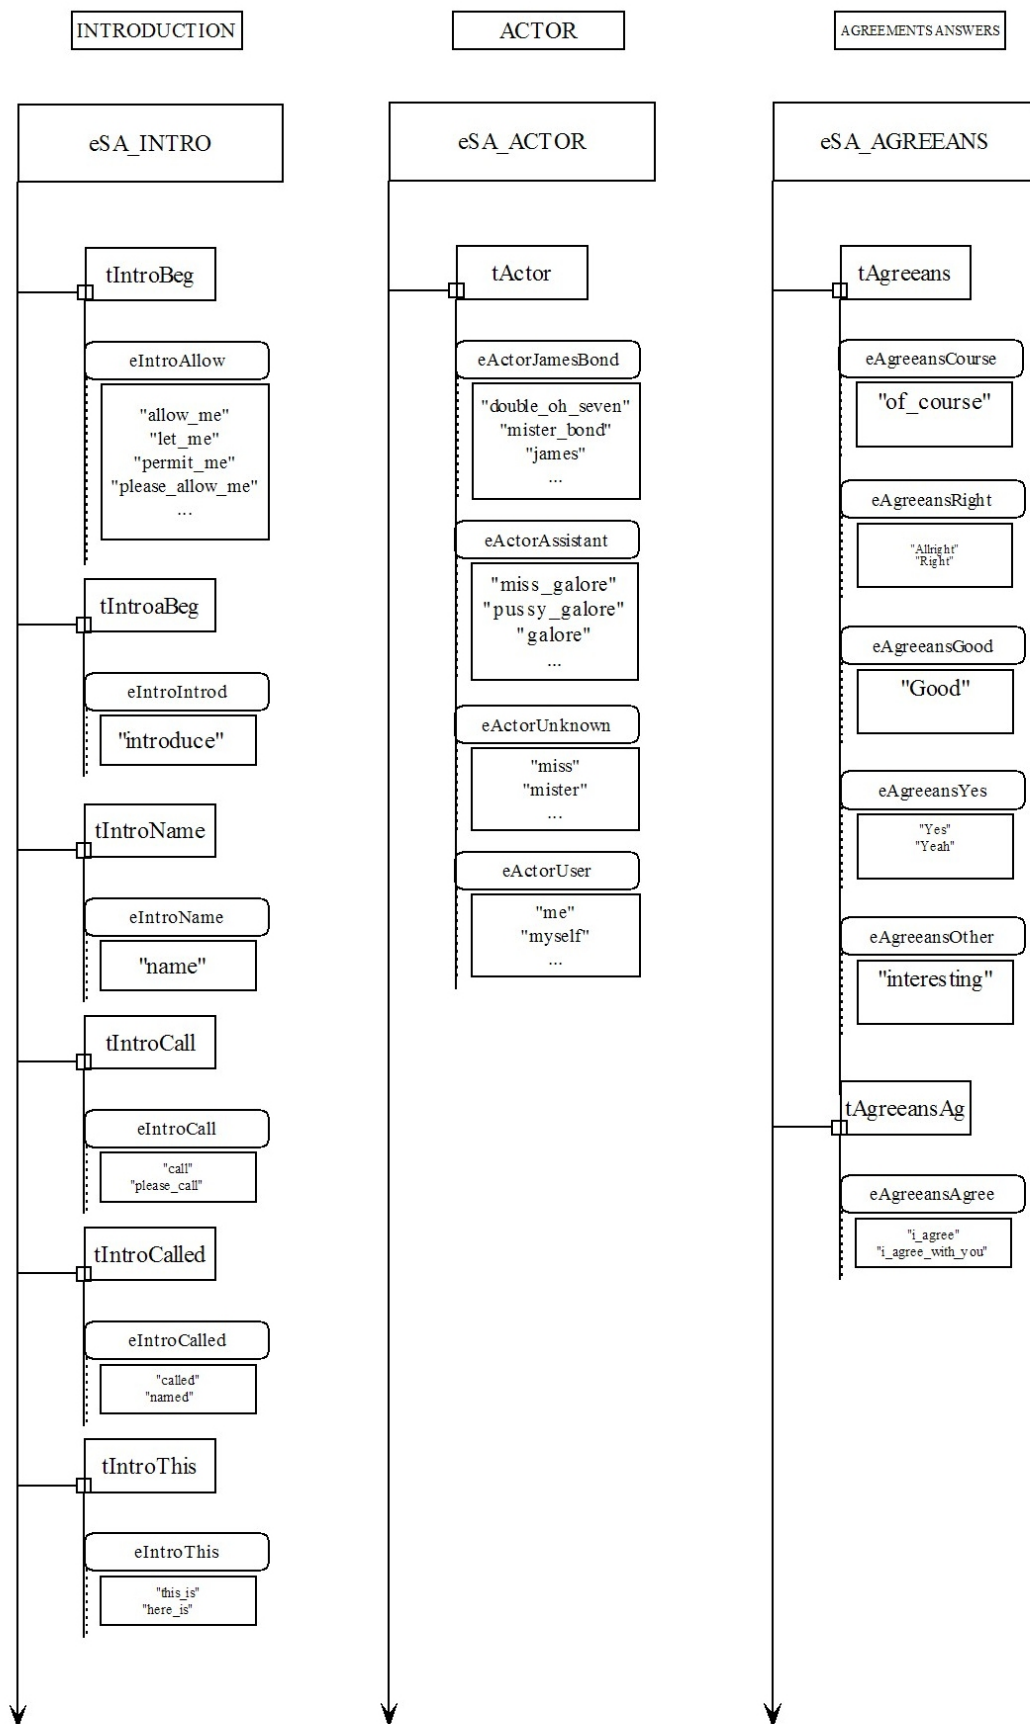 INTRODUCTION
eSA_INTRO
tIntroBeg
eIntroAllow
"allow_me"
"let_me"
"permit_me"
"please_allow_me"
...
tIntroaBeg
eIntroIntrod
"introduce"
tIntroName
eIntroName
"name"
tIntroCall
eIntroCall
"call"
"please_call"
tIntroCalled
eIntroCalled
"called"
"named"
tIntroThis
eIntroThis
"this_is"
"here_is"
ACTOR
eSA_ACTOR
tActor
eActorJamesBond
"double_oh_seven"
"mister_bond"
"james"
...
eActorAssistant
"miss_galore"
"pussy_galore"
"galore"
...
eActorUnknown
"miss"
"mister"
...
eActorUser
"me"
"myself"
...
AGREEMENTS ANSWERS
eSA_AGREEANS
tAgreeans
eAgreeansCourse
"of_course"
eAgreeansRight
"Allright"
"Right"
eAgreeansGood
"Good"
eAgreeansYes
"Yes"
"Yeah"
eAgreeansOther
"interesting"
tAgreeansAg
eAgreeansAgree
"i_agree"
"i_agree_with_you"